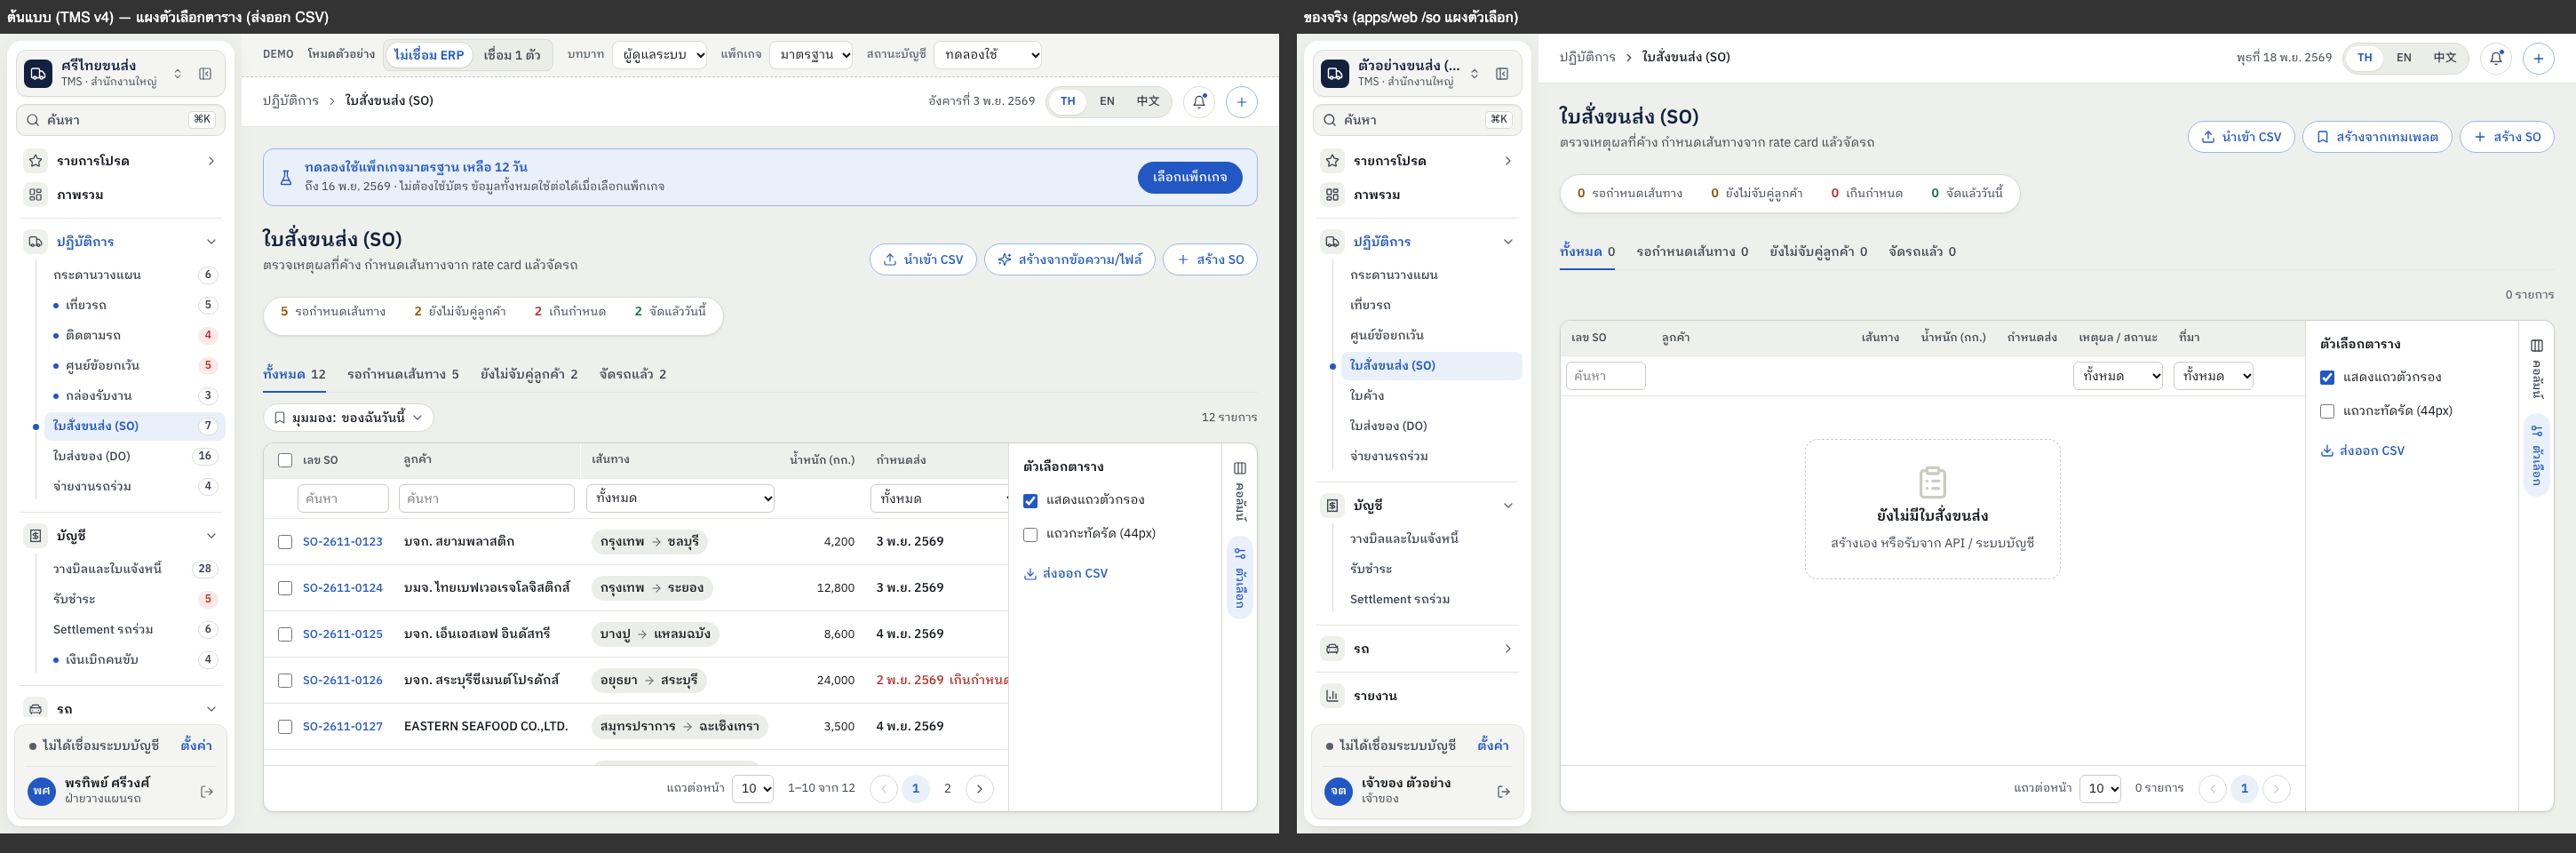 ต้นแบบ (TMS v4) — แผงตัวเลือกตาราง (ส่งออก CSV)
ศรีไทยขนส่ง
TMS · สำนักงานใหญ่
ค้นหา ⌘K
รายการโปรด
ภาพรวม
ปฏิบัติการ
กระดานวางแผน 6
เที่ยวรถ 5
ติดตามรถ 4
ศูนย์ข้อยกเว้น 5
กล่องรับงาน 3
ใบสั่งขนส่ง (SO) 7
ใบส่งของ (DO) 16
จ่ายงานรถร่วม 4
บัญชี
วางบิลและใบแจ้งหนี้ 28
รับชำระ 5
Settlement รถร่วม 6
เงินเบิกคนขับ 4
รถ
ไม่ได้เชื่อมระบบบัญชี ตั้งค่า
พศ
พรทิพย์ ศรีวงศ์
ฝ่ายวางแผนรถ
DEMO โหมดตัวอย่าง ไม่เชื่อม ERP เชื่อม 1 ตัว บทบาท ผู้ดูแลระบบ แพ็กเกจ มาตรฐาน สถานะบัญชี ทดลองใช้
ปฏิบัติการ > ใบสั่งขนส่ง (SO) อังคารที่ 3 พ.ย. 2569 TH EN 中文
ทดลองใช้แพ็กเกจมาตรฐาน เหลือ 12 วัน
ถึง 16 พ.ย. 2569 · ไม่ต้องใช้บัตร ข้อมูลทั้งหมดใช้ต่อได้เมื่อเลือกแพ็กเกจ
เลือกแพ็กเกจ
ใบสั่งขนส่ง (SO)
ตรวจเหตุผลที่ค้าง กำหนดเส้นทางจาก rate card แล้วจัดรถ
นำเข้า CSV สร้างจากข้อความ/ไฟล์ สร้าง SO
5 รอกำหนดเส้นทาง 2 ยังไม่จับคู่ลูกค้า 2 เกินกำหนด 2 จัดแล้ววันนี้
ทั้งหมด 12 รอกำหนดเส้นทาง 5 ยังไม่จับคู่ลูกค้า 2 จัดรถแล้ว 2
มุมมอง: ของฉันวันนี้ 12 รายการ
เลข SO ลูกค้า เส้นทาง น้ำหนัก (กก.) กำหนดส่ง
ค้นหา ค้นหา ทั้งหมด ทั้งหมด
SO-2611-0123 บจก. สยามพลาสติก กรุงเทพ → ชลบุรี 4,200 3 พ.ย. 2569
SO-2611-0124 บมจ. ไทยเบฟเวอเรจโลจิสติกส์ กรุงเทพ → ระยอง 12,800 3 พ.ย. 2569
SO-2611-0125 บจก. เอ็นเอสเอฟ อินดัสทรี บางปู → แหลมฉบัง 8,600 4 พ.ย. 2569
SO-2611-0126 บจก. สระบุรีซีเมนต์โปรดักส์ อยุธยา → สระบุรี 24,000 2 พ.ย. 2569 เกินกำหนด
SO-2611-0127 EASTERN SEAFOOD CO.,LTD. สมุทรปราการ → ฉะเชิงเทรา 3,500 4 พ.ย. 2569
แถวต่อหน้า 10 1–10 จาก 12 1 2
ตัวเลือกตาราง
แสดงแถวตัวกรอง
แถวกะทัดรัด (44px)
ส่งออก CSV
คอลัมน์
ตัวเลือก
ของจริง (apps/web /so แผงตัวเลือก)
ตัวอย่างขนส่ง (...
TMS · สำนักงานใหญ่
ค้นหา ⌘K
รายการโปรด
ภาพรวม
ปฏิบัติการ
กระดานวางแผน
เที่ยวรถ
ศูนย์ข้อยกเว้น
ใบสั่งขนส่ง (SO)
ใบค้าง
ใบส่งของ (DO)
จ่ายงานรถร่วม
บัญชี
วางบิลและใบแจ้งหนี้
รับชำระ
Settlement รถร่วม
รถ
รายงาน
ไม่ได้เชื่อมระบบบัญชี ตั้งค่า
จต
เจ้าของ ตัวอย่าง
เจ้าของ
ปฏิบัติการ > ใบสั่งขนส่ง (SO) พุธที่ 18 พ.ย. 2569 TH EN 中文
ใบสั่งขนส่ง (SO)
ตรวจเหตุผลที่ค้าง กำหนดเส้นทางจาก rate card แล้วจัดรถ
นำเข้า CSV สร้างจากเทมเพลต สร้าง SO
0 รอกำหนดเส้นทาง 0 ยังไม่จับคู่ลูกค้า 0 เกินกำหนด 0 จัดแล้ววันนี้
ทั้งหมด 0 รอกำหนดเส้นทาง 0 ยังไม่จับคู่ลูกค้า 0 จัดรถแล้ว 0
0 รายการ
เลข SO ลูกค้า เส้นทาง น้ำหนัก (กก.) กำหนดส่ง เหตุผล / สถานะ ที่มา
ค้นหา ทั้งหมด ทั้งหมด
ยังไม่มีใบสั่งขนส่ง
สร้างเอง หรือรับจาก API / ระบบบัญชี
แถวต่อหน้า 10 0 รายการ 1
ตัวเลือกตาราง
แสดงแถวตัวกรอง
แถวกะทัดรัด (44px)
ส่งออก CSV
คอลัมน์
ตัวเลือก